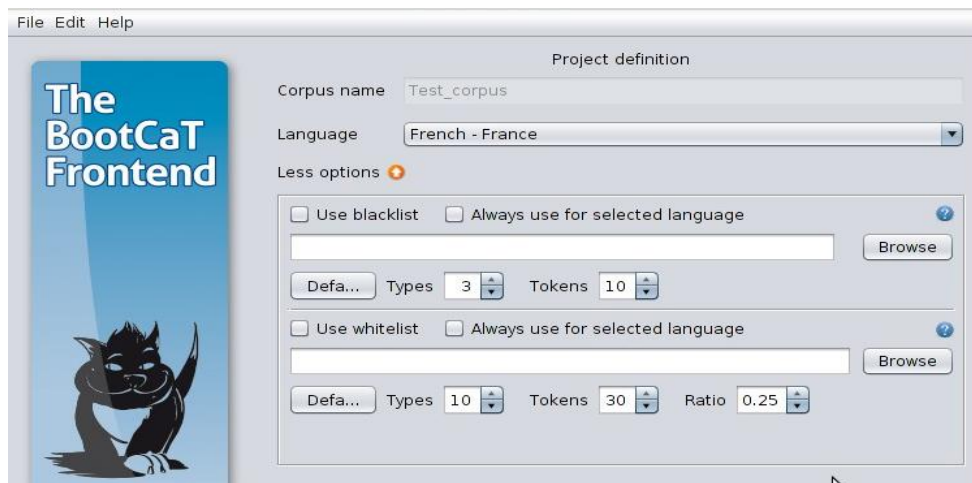 File Edit Help
Project definition
The
BootCaT
Frontend
Corpus name Test_corpus
Language French - France
Less options
Use blacklist Always use for selected language ?
Browse
Defa... Types 3 Tokens 10
Use whitelist Always use for selected language ?
Browse
Defa... Types 10 Tokens 30 Ratio 0.25